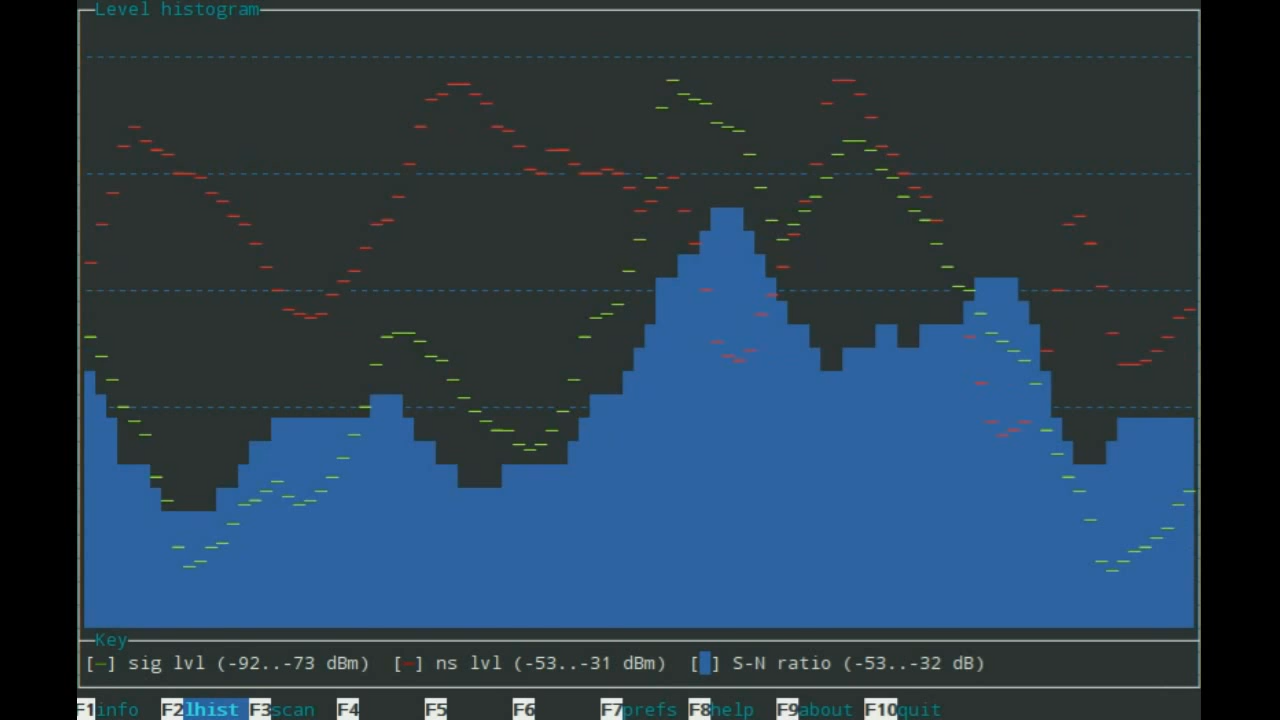 Level histogram
Key
[–] sig lvl (-92..-73 dBm) [–] ns lvl (-53..-31 dBm) [ ] S-N ratio (-53..-32 dB)
F1info F2lhist F3scan F4 F5 F6 F7prefs F8help F9about F10quit